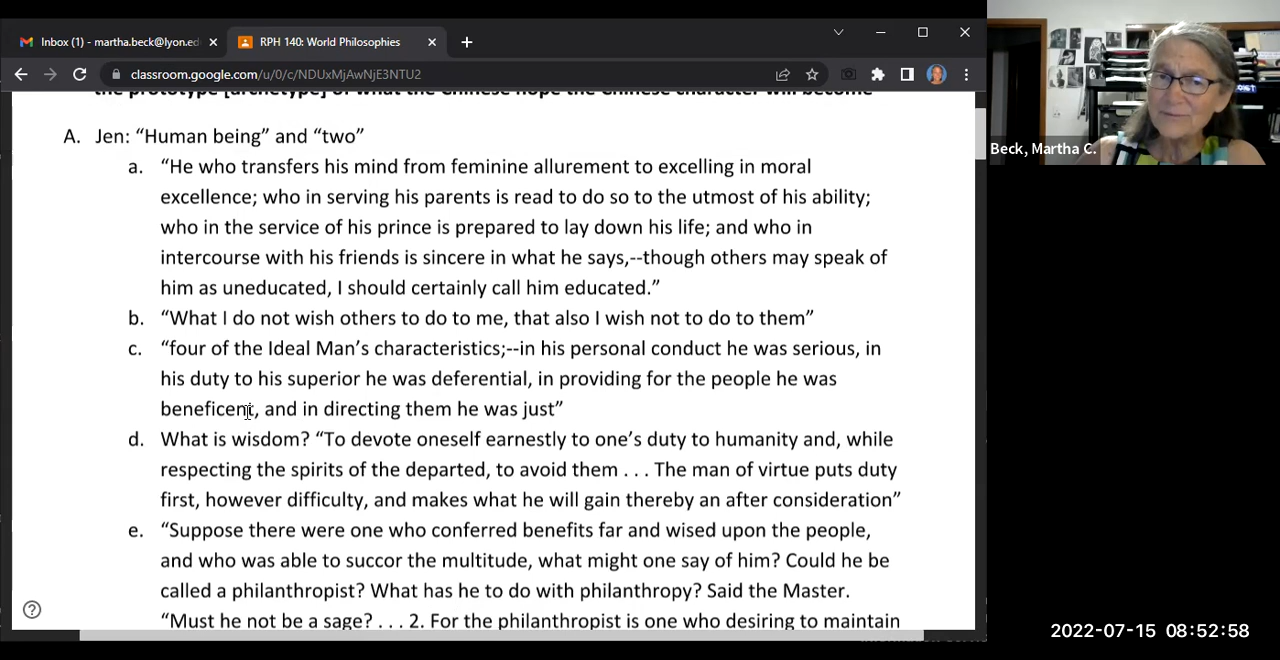 Inbox (1) - martha.beck@lyon.ed
RPH 140: World Philosophies
classroom.google.com/u/0/c/NDUxMjAwNjE3NTU2
the prototype [archetype] of what the Chinese hope the Chinese character will become
A. Jen: “Human being” and “two”
a. “He who transfers his mind from feminine allurement to excelling in moral
excellence; who in serving his parents is read to do so to the utmost of his ability;
who in the service of his prince is prepared to lay down his life; and who in
intercourse with his friends is sincere in what he says,--though others may speak of
him as uneducated, I should certainly call him educated.”
b. “What I do not wish others to do to me, that also I wish not to do to them”
c. “four of the Ideal Man’s characteristics;--in his personal conduct he was serious, in
his duty to his superior he was deferential, in providing for the people he was
beneficent, and in directing them he was just”
d. What is wisdom? “To devote oneself earnestly to one’s duty to humanity and, while
respecting the spirits of the departed, to avoid them . . . The man of virtue puts duty
first, however difficulty, and makes what he will gain thereby an after consideration”
e. “Suppose there were one who conferred benefits far and wised upon the people,
and who was able to succor the multitude, what might one say of him? Could he be
called a philanthropist? What has he to do with philanthropy? Said the Master.
“Must he not be a sage? . . . 2. For the philanthropist is one who desiring to maintain
Beck, Martha C.
2022-07-15 08:52:58